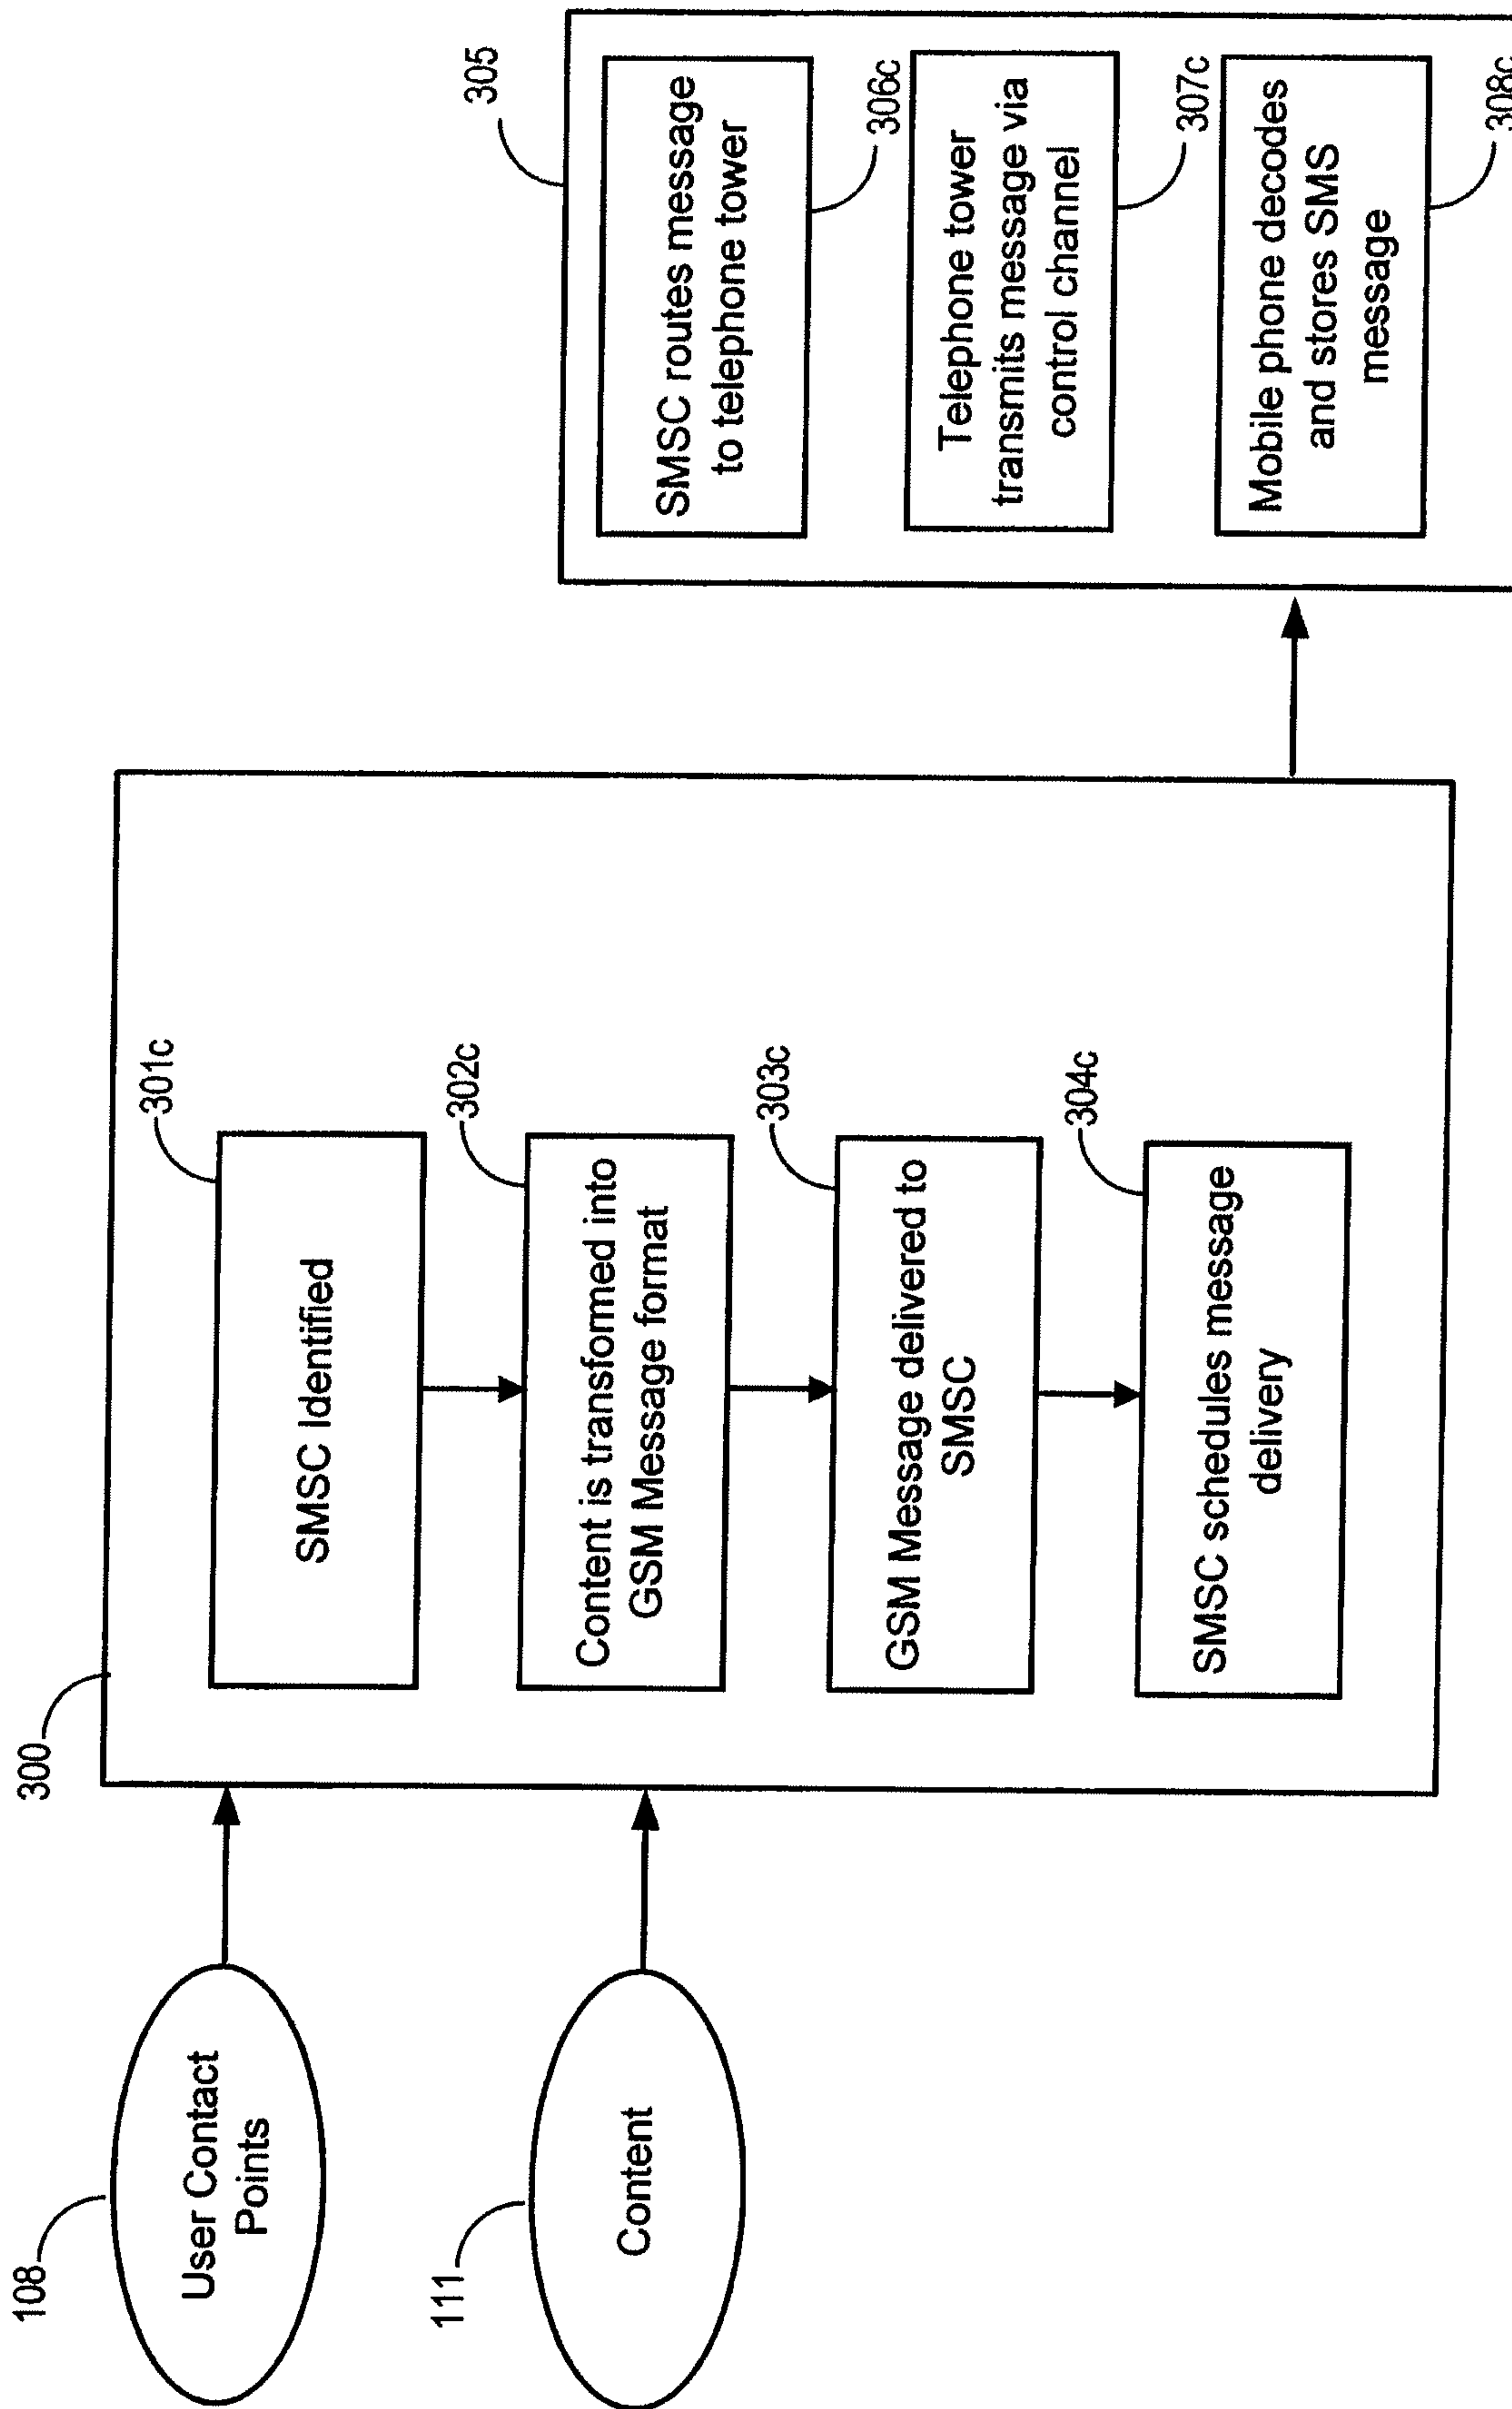 108
User Contact
Points
111
Content
300
301c
SMSC Identified
302c
Content is transformed into
GSM Message format
303c
GSM Message delivered to
SMSC
304c
SMSC schedules message
delivery
305
SMSC routes message
to telephone tower
306c
Telephone tower
transmits message via
control channel
307c
Mobile phone decodes
and stores SMS
message
308c